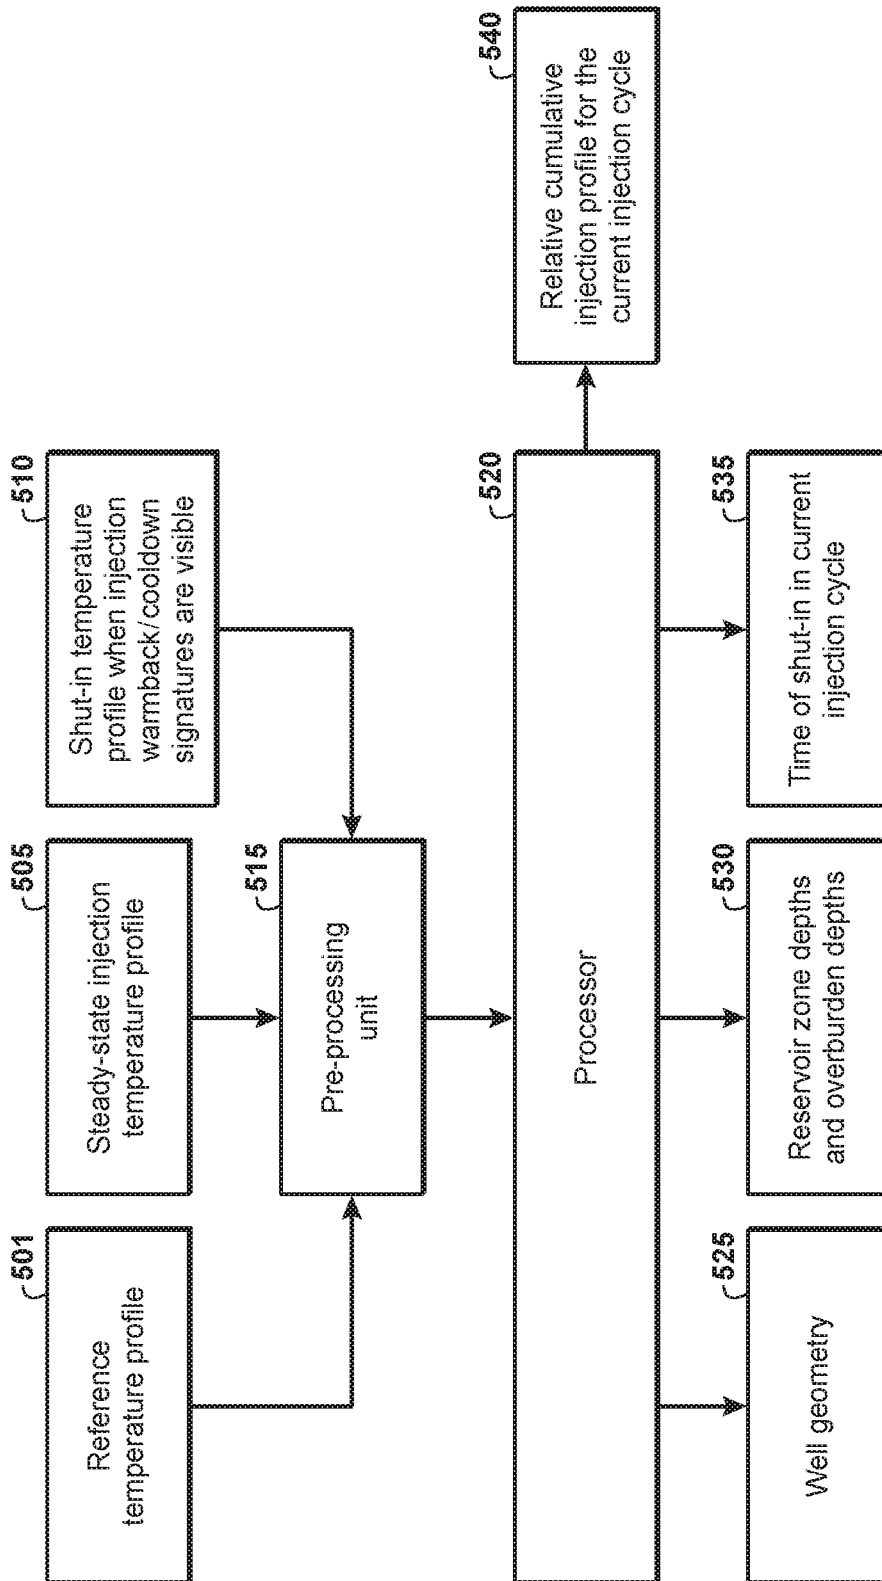 501
Reference
temperature profile
505
Steady-state injection
temperature profile
510
Shut-in temperature
profile when injection
warmback/cooldown
signatures are visible
515
Pre-processing
unit
520
Processor
540
Relative cumulative
injection profile for the
current injection cycle
525
Well geometry
530
Reservoir zone depths
and overburden depths
535
Time of shut-in in current
injection cycle